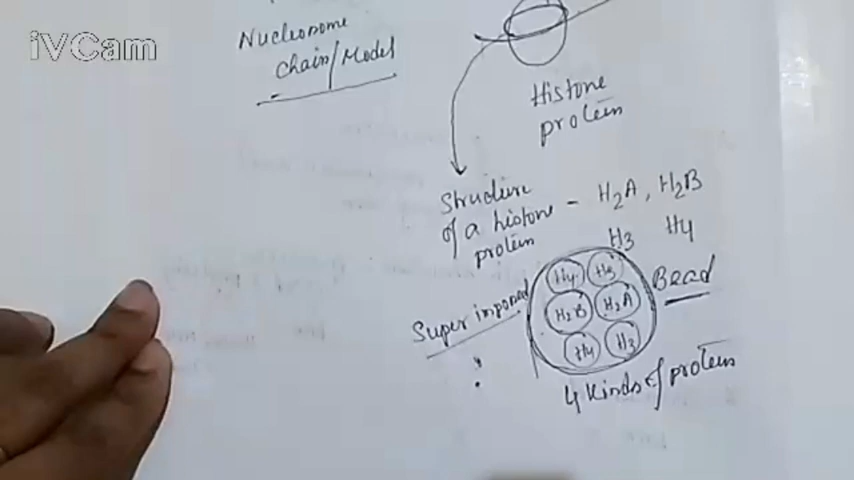 iVCam
Nucleosome
chain/Model
Histone
protein
Structure
of a histone - H2A, H2B
protein H3 H4
H4 H3
H2B H2A
H4 H3
Bead
Super imposed
4 kinds of protein